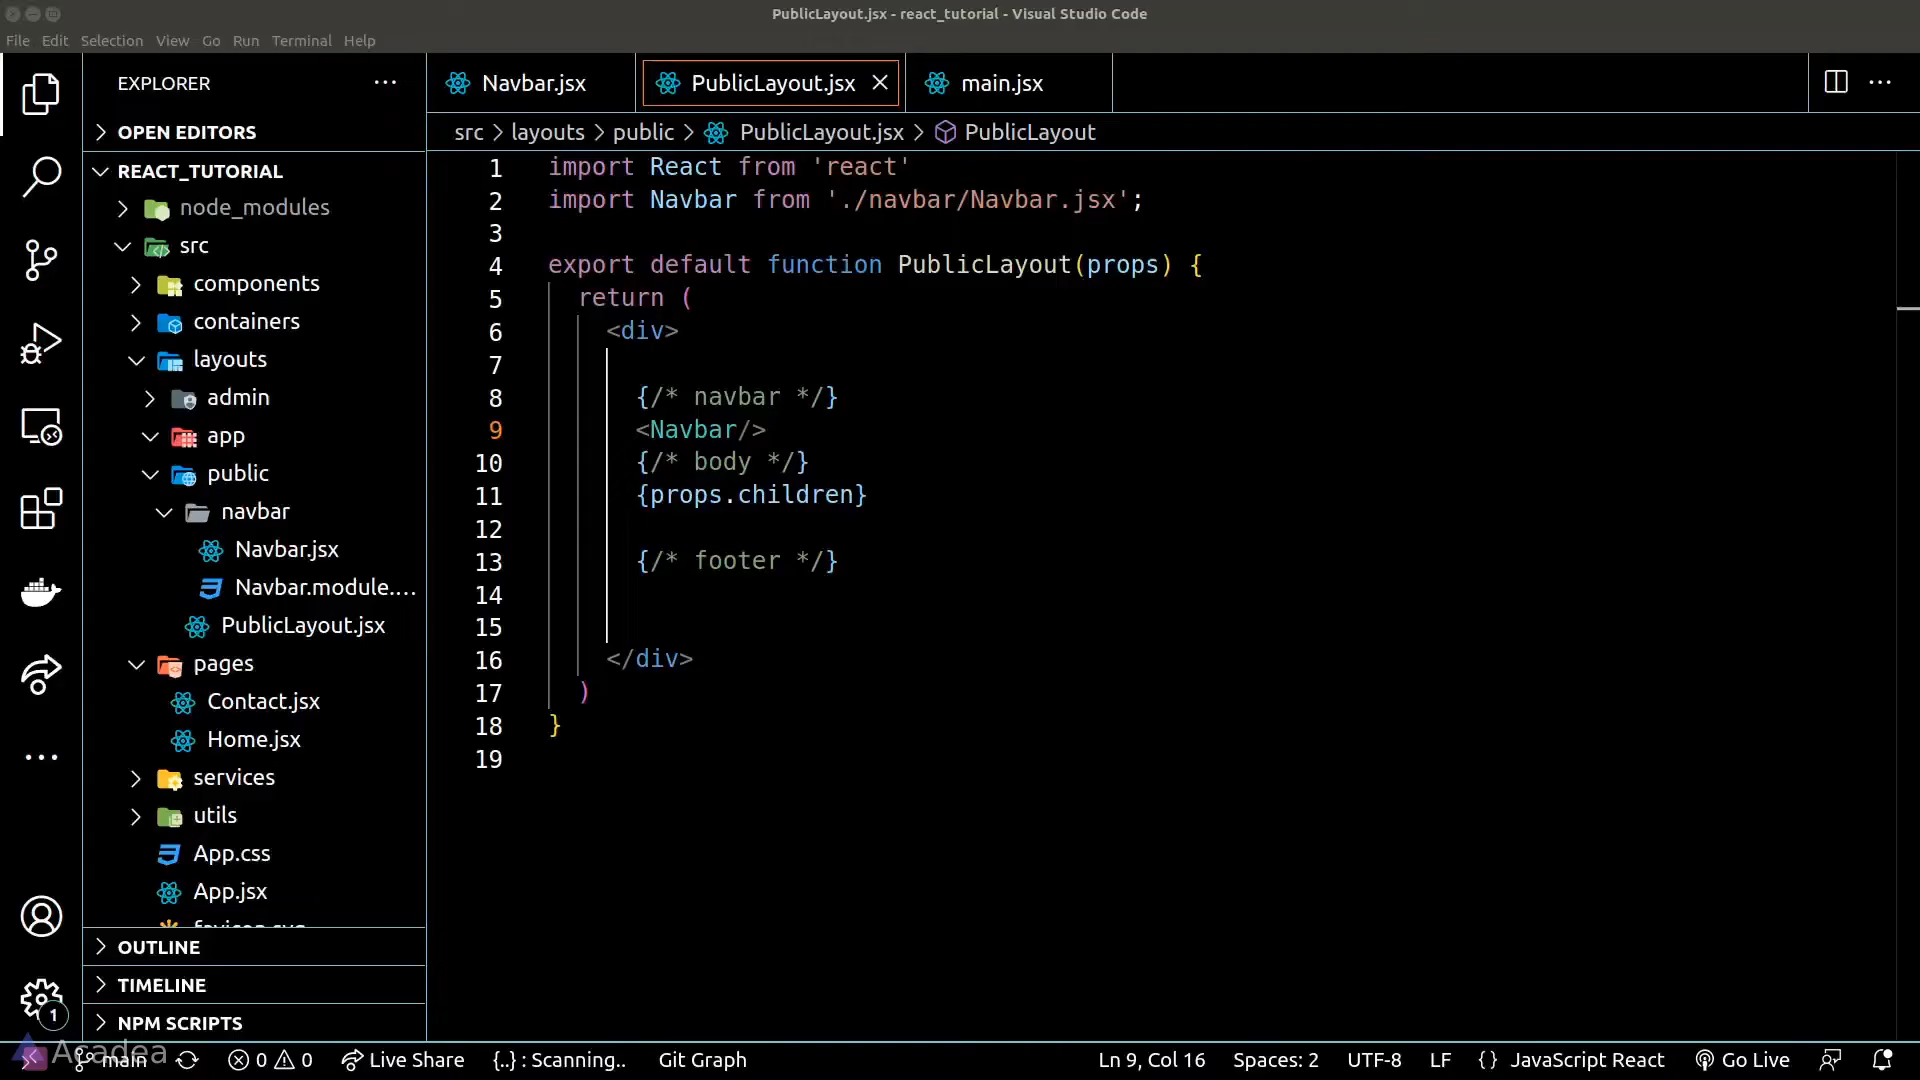 PublicLayout.jsx - react_tutorial - Visual Studio Code
File Edit Selection View Go Run Terminal Help
EXPLORER
OPEN EDITORS
REACT_TUTORIAL
node_modules
src
components
containers
layouts
admin
app
public
navbar
Navbar.jsx
Navbar.module....
PublicLayout.jsx
pages
Contact.jsx
Home.jsx
services
utils
App.css
App.jsx
OUTLINE
TIMELINE
NPM SCRIPTS
Navbar.jsx PublicLayout.jsx main.jsx
src > layouts > public > PublicLayout.jsx > PublicLayout
1 import React from 'react'
2 import Navbar from './navbar/Navbar.jsx';
3
4 export default function PublicLayout(props) {
5 return (
6 <div>
7
8 {/* navbar */}
9 <Navbar/>
10 {/* body */}
11 {props.children}
12
13 {/* footer */}
14
15
16 </div>
17 )
18 }
19
1
Acadea
main 0 0 Live Share {..} : Scanning.. Git Graph Ln 9, Col 16 Spaces: 2 UTF-8 LF {} JavaScript React Go Live